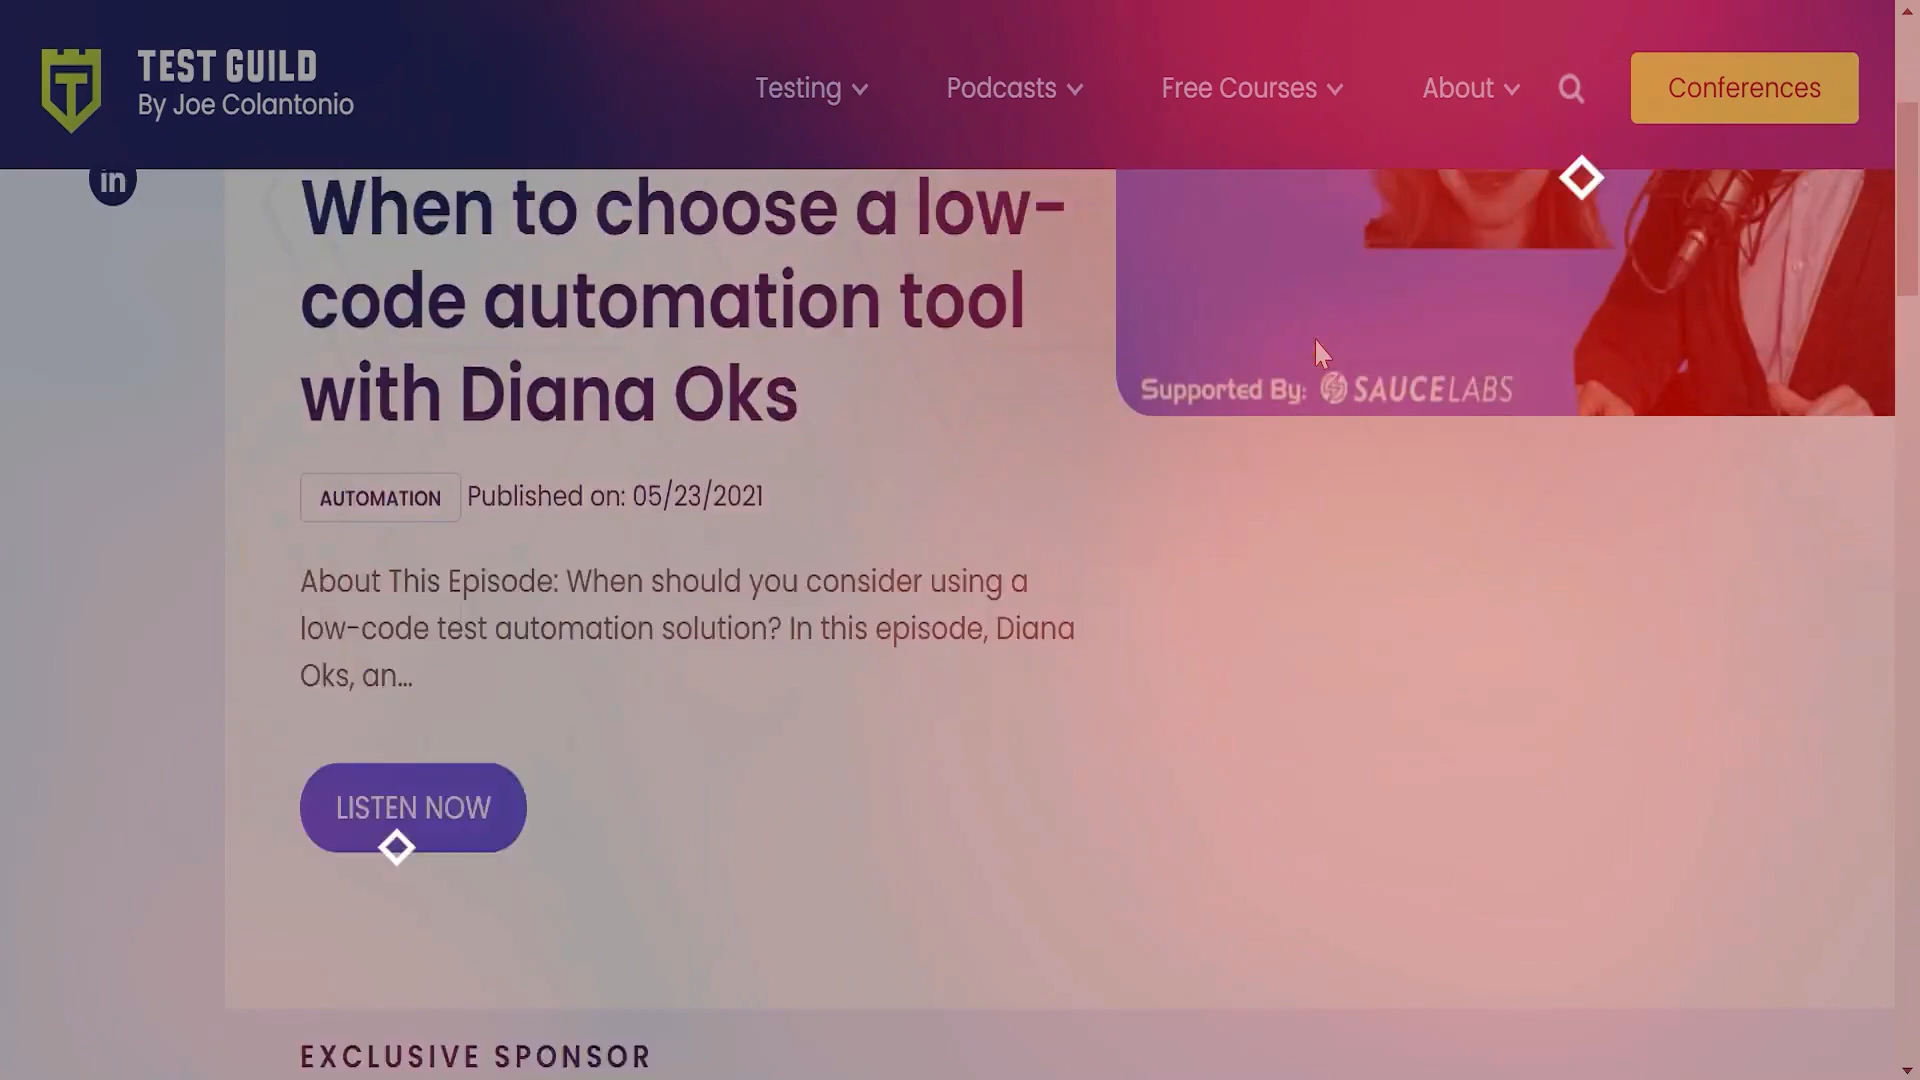 TEST GUILD
By Joe Colantonio
Testing
Podcasts
Free Courses
About
Conferences
in
When to choose a low-
code automation tool
with Diana Oks
Supported By: SAUCELABS
AUTOMATION Published on: 05/23/2021
About This Episode: When should you consider using a
low-code test automation solution? In this episode, Diana
Oks, an...
LISTEN NOW
EXCLUSIVE SPONSOR